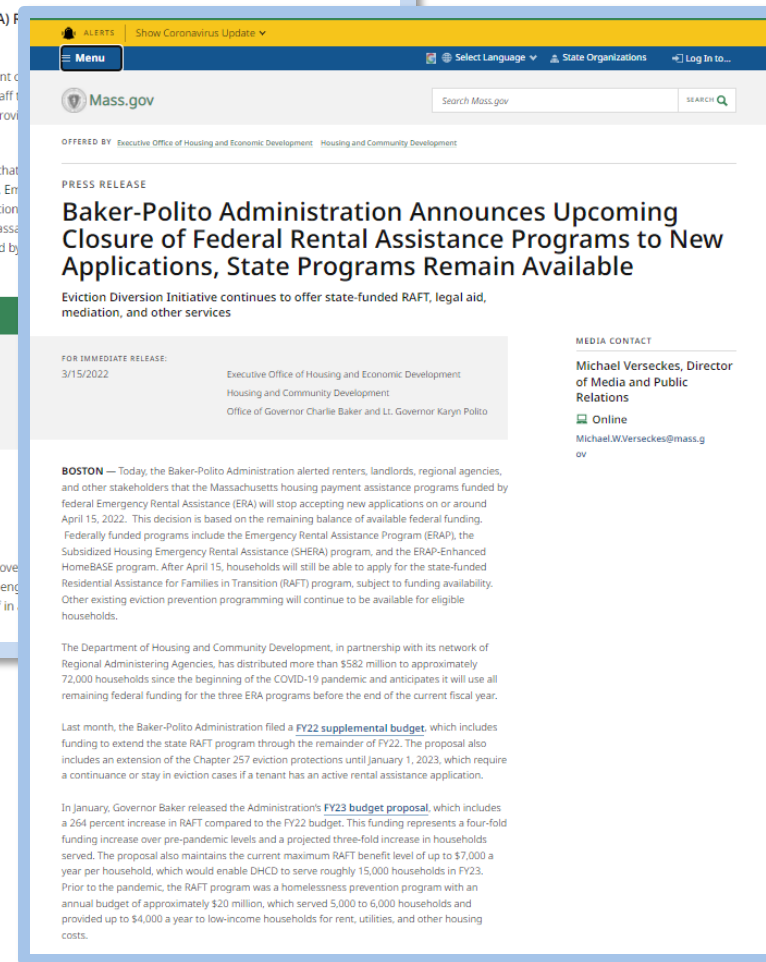 A) F
nt o
aff t
rovi
that
Em
tion
assa
d by
ove
eng
f in
ALERTS Show Coronavirus Update
Menu Select Language State Organizations Log In to...
Mass.gov Search Mass.gov SEARCH
OFFERED BY Executive Office of Housing and Economic Development Housing and Community Development
PRESS RELEASE
Baker-Polito Administration Announces Upcoming
Closure of Federal Rental Assistance Programs to New
Applications, State Programs Remain Available
Eviction Diversion Initiative continues to offer state-funded RAFT, legal aid,
mediation, and other services
FOR IMMEDIATE RELEASE:
3/15/2022 Executive Office of Housing and Economic Development
Housing and Community Development
Office of Governor Charlie Baker and Lt. Governor Karyn Polito
MEDIA CONTACT
Michael Verseckes, Director
of Media and Public
Relations
Online
Michael.W.Verseckes@mass.g
ov
BOSTON — Today, the Baker-Polito Administration alerted renters, landlords, regional agencies,
and other stakeholders that the Massachusetts housing payment assistance programs funded by
federal Emergency Rental Assistance (ERA) will stop accepting new applications on or around
April 15, 2022. This decision is based on the remaining balance of available federal funding.
Federally funded programs include the Emergency Rental Assistance Program (ERAP), the
Subsidized Housing Emergency Rental Assistance (SHERA) program, and the ERAP-Enhanced
HomeBASE program. After April 15, households will still be able to apply for the state-funded
Residential Assistance for Families in Transition (RAFT) program, subject to funding availability.
Other existing eviction prevention programming will continue to be available for eligible
households.
The Department of Housing and Community Development, in partnership with its network of
Regional Administering Agencies, has distributed more than $582 million to approximately
72,000 households since the beginning of the COVID-19 pandemic and anticipates it will use all
remaining federal funding for the three ERA programs before the end of the current fiscal year.
Last month, the Baker-Polito Administration filed a FY22 supplemental budget, which includes
funding to extend the state RAFT program through the remainder of FY22. The proposal also
includes an extension of the Chapter 257 eviction protections until January 1, 2023, which require
a continuance or stay in eviction cases if a tenant has an active rental assistance application.
In January, Governor Baker released the Administration's FY23 budget proposal, which includes
a 264 percent increase in RAFT compared to the FY22 budget. This funding represents a four-fold
funding increase over pre-pandemic levels and a projected three-fold increase in households
served. The proposal also maintains the current maximum RAFT benefit level of up to $7,000 a
year per household, which would enable DHCD to serve roughly 15,000 households in FY23.
Prior to the pandemic, the RAFT program was a homelessness prevention program with an
annual budget of approximately $20 million, which served 5,000 to 6,000 households and
provided up to $4,000 a year to low-income households for rent, utilities, and other housing
costs.